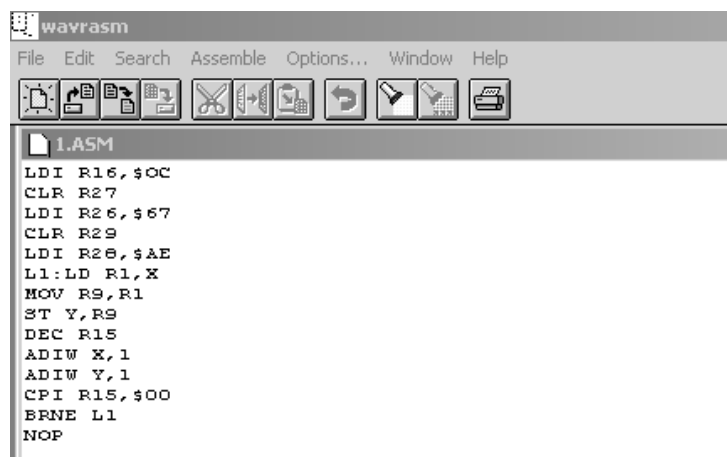 wavrasm
File Edit Search Assemble Options... Window Help
1.ASM
LDI R16,$0C
CLR R27
LDI R26,$67
CLR R29
LDI R28,$AE
L1:LD R1,X
MOV R9,R1
ST Y,R9
DEC R15
ADIW X,1
ADIW Y,1
CPI R15,$00
BRNE L1
NOP